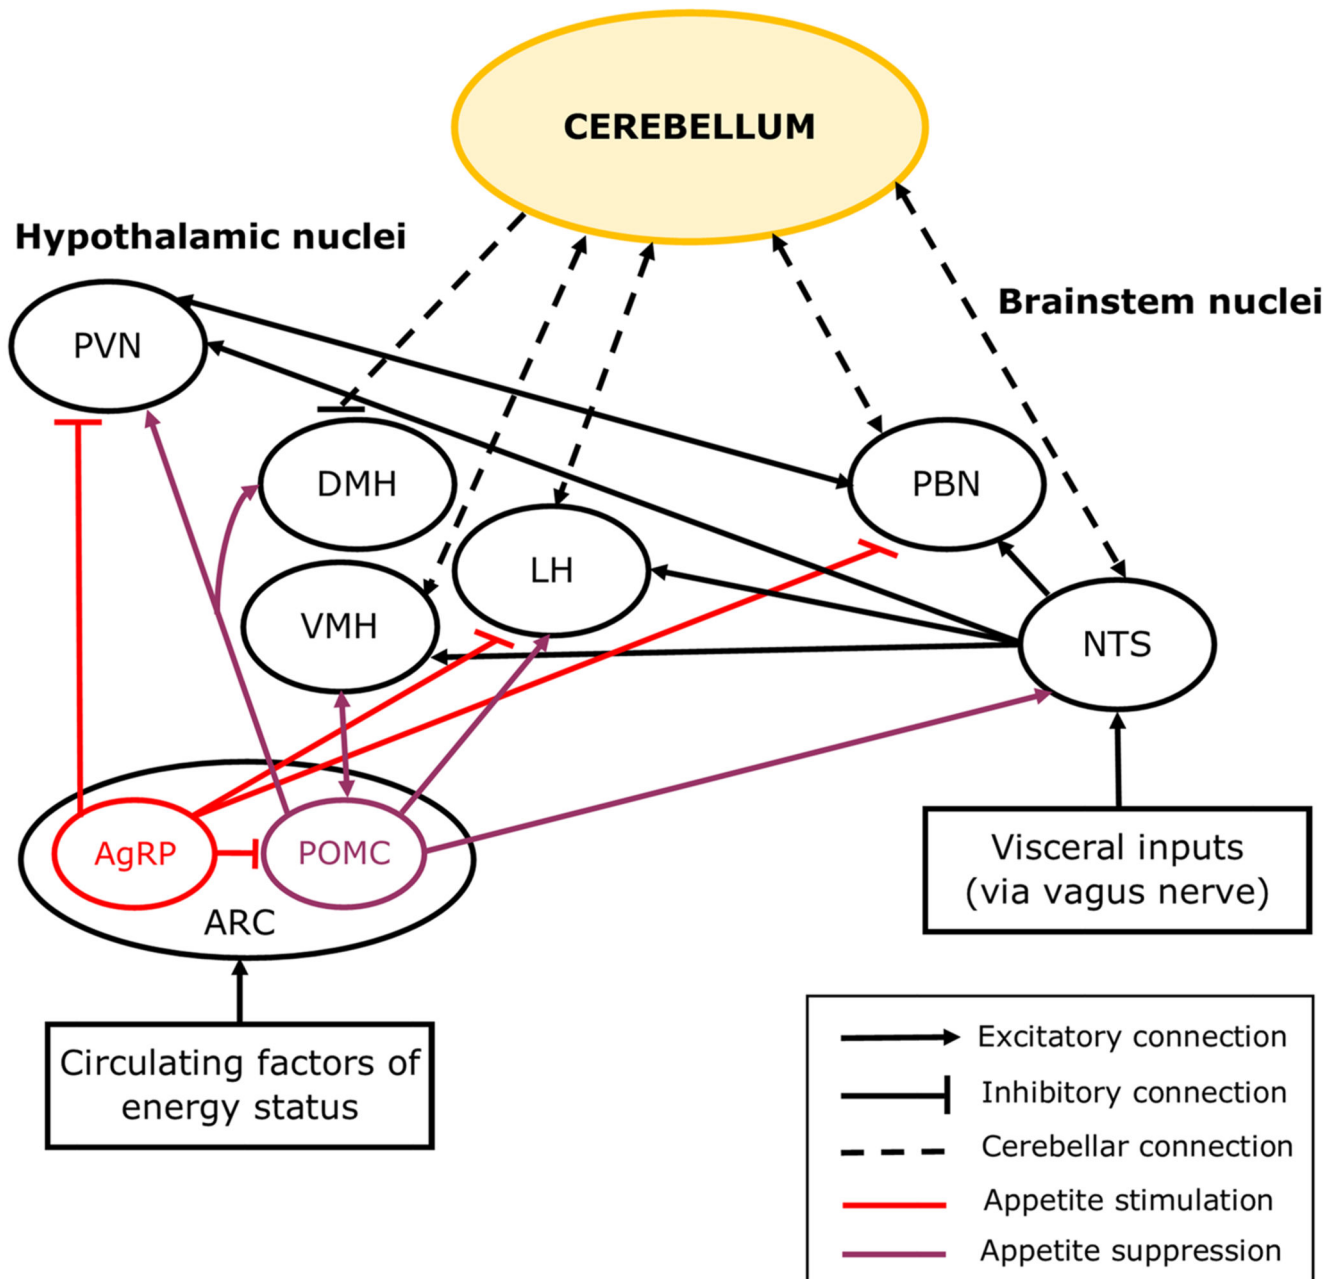 CEREBELLUM
Hypothalamic nuclei
Brainstem nuclei
PVN
DMH
PBN
LH
VMH
NTS
AgRP
POMC
ARC
Visceral inputs
(via vagus nerve)
Circulating factors of
energy status
Excitatory connection
Inhibitory connection
Cerebellar connection
Appetite stimulation
Appetite suppression